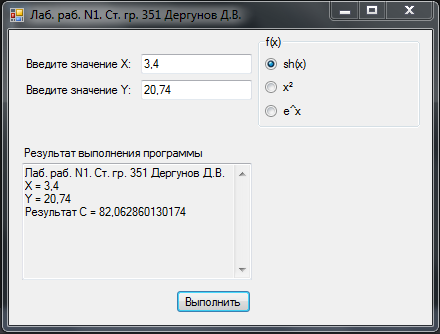 Лаб. раб. N1. Ст. гр. 351 Дергунов Д.В.
Введите значение X: 3,4
Введите значение Y: 20,74
f(x)
sh(x)
x²
e^x
Результат выполнения программы
Лаб. раб. N1. Ст. гр. 351 Дергунов Д.В.
X = 3,4
Y = 20,74
Результат C = 82,062860130174
Выполнить